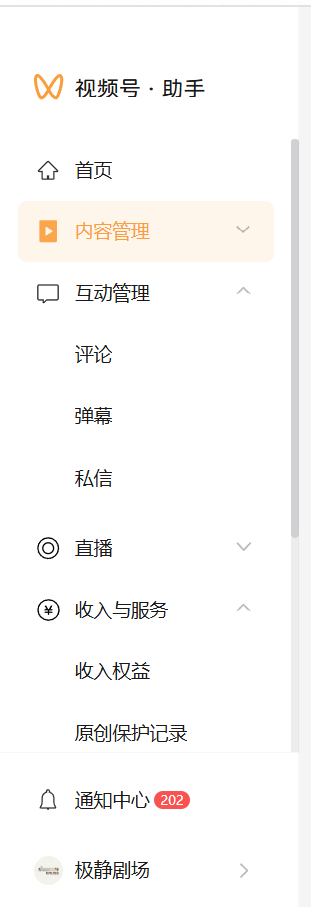 视频号 · 助手
首页
内容管理
互动管理
评论
弹幕
私信
直播
收入与服务
收入权益
原创保护记录
通知中心 202
极静剧场